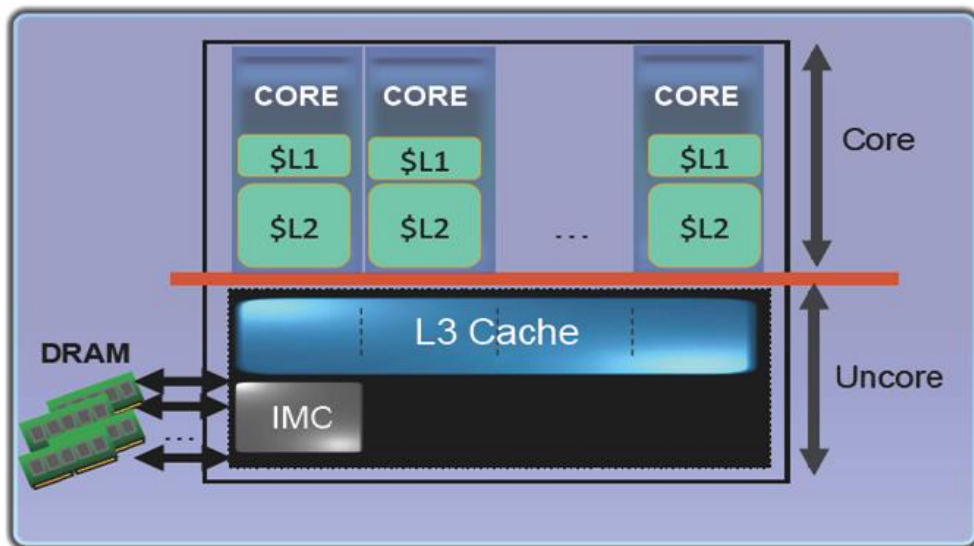 CORE CORE CORE
$L1 $L1 $L1
Core
$L2 $L2 ... $L2
L3 Cache
DRAM
Uncore
IMC
...